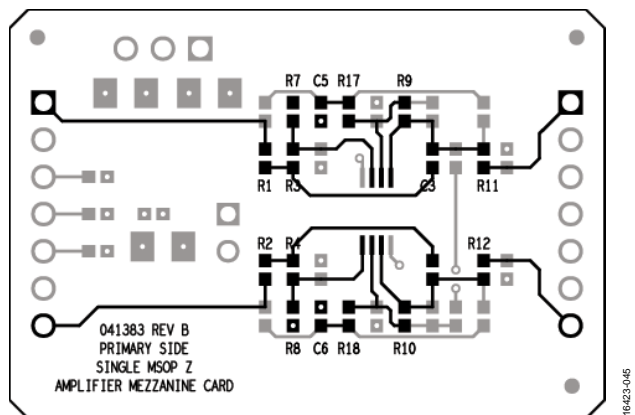 R7 C5 R17 R9
R1 R3 C3 R11
R2 R4 R12
R8 C6 R18 R10
041383 REV B
PRIMARY SIDE
SINGLE MSOP Z
AMPLIFIER MEZZANINE CARD
16423-045